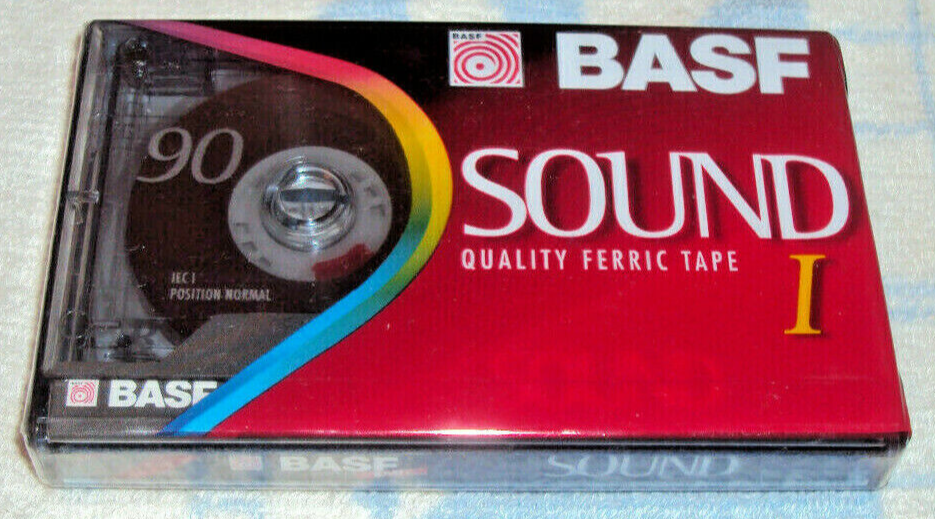 BASF
BASF
SOUND
QUALITY FERRIC TAPE
I
90
IEC I
POSITION NORMAL
BASF
BASF
SOUND